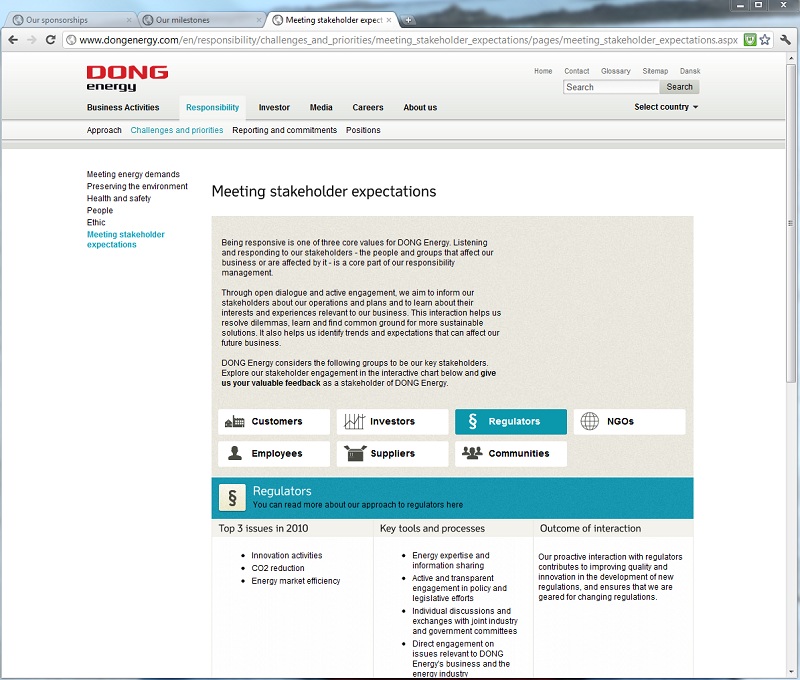 Our sponsorships
Our milestones
Meeting stakeholder expect
www.dongenergy.com/en/responsibility/challenges_and_priorities/meeting_stakeholder_expectations/pages/meeting_stakeholder_expectations.aspx
DONG
energy
Home Contact Glossary Sitemap Dansk
Search Search
Business Activities Responsibility Investor Media Careers About us Select country
Approach Challenges and priorities Reporting and commitments Positions
Meeting energy demands
Preserving the environment
Health and safety
People
Ethic
Meeting stakeholder
expectations
Meeting stakeholder expectations
Being responsive is one of three core values for DONG Energy. Listening
and responding to our stakeholders - the people and groups that affect our
business or are affected by it - is a core part of our responsibility
management.
Through open dialogue and active engagement, we aim to inform our
stakeholders about our operations and plans and to learn about their
interests and experiences relevant to our business. This interaction helps us
resolve dilemmas, learn and find common ground for more sustainable
solutions. It also helps us identify trends and expectations that can affect our
future business.
DONG Energy considers the following groups to be our key stakeholders.
Explore our stakeholder engagement in the interactive chart below and give
us your valuable feedback as a stakeholder of DONG Energy.
Customers Investors § Regulators NGOs
Employees Suppliers Communities
§ Regulators
You can read more about our approach to regulators here
Top 3 issues in 2010
• Innovation activities
• CO2 reduction
• Energy market efficiency
Key tools and processes
• Energy expertise and
information sharing
• Active and transparent
engagement in policy and
legislative efforts
• Individual discussions and
exchanges with joint industry
and government committees
• Direct engagement on
issues relevant to DONG
Energy's business and the
energy industry
Outcome of interaction
Our proactive interaction with regulators
contributes to improving quality and
innovation in the development of new
regulations, and ensures that we are
geared for changing regulations.